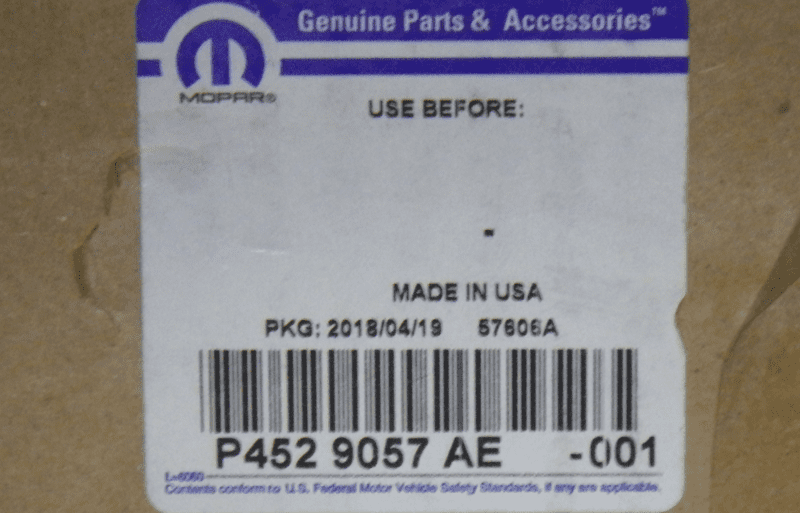 Genuine Parts & Accessories™
MOPAR®
USE BEFORE:
-
MADE IN USA
PKG: 2018/04/19 57606A
P452 9057 AE -001
L=6060
Contents conform to U.S. Federal Motor Vehicle Safety Standards, if any are applicable.